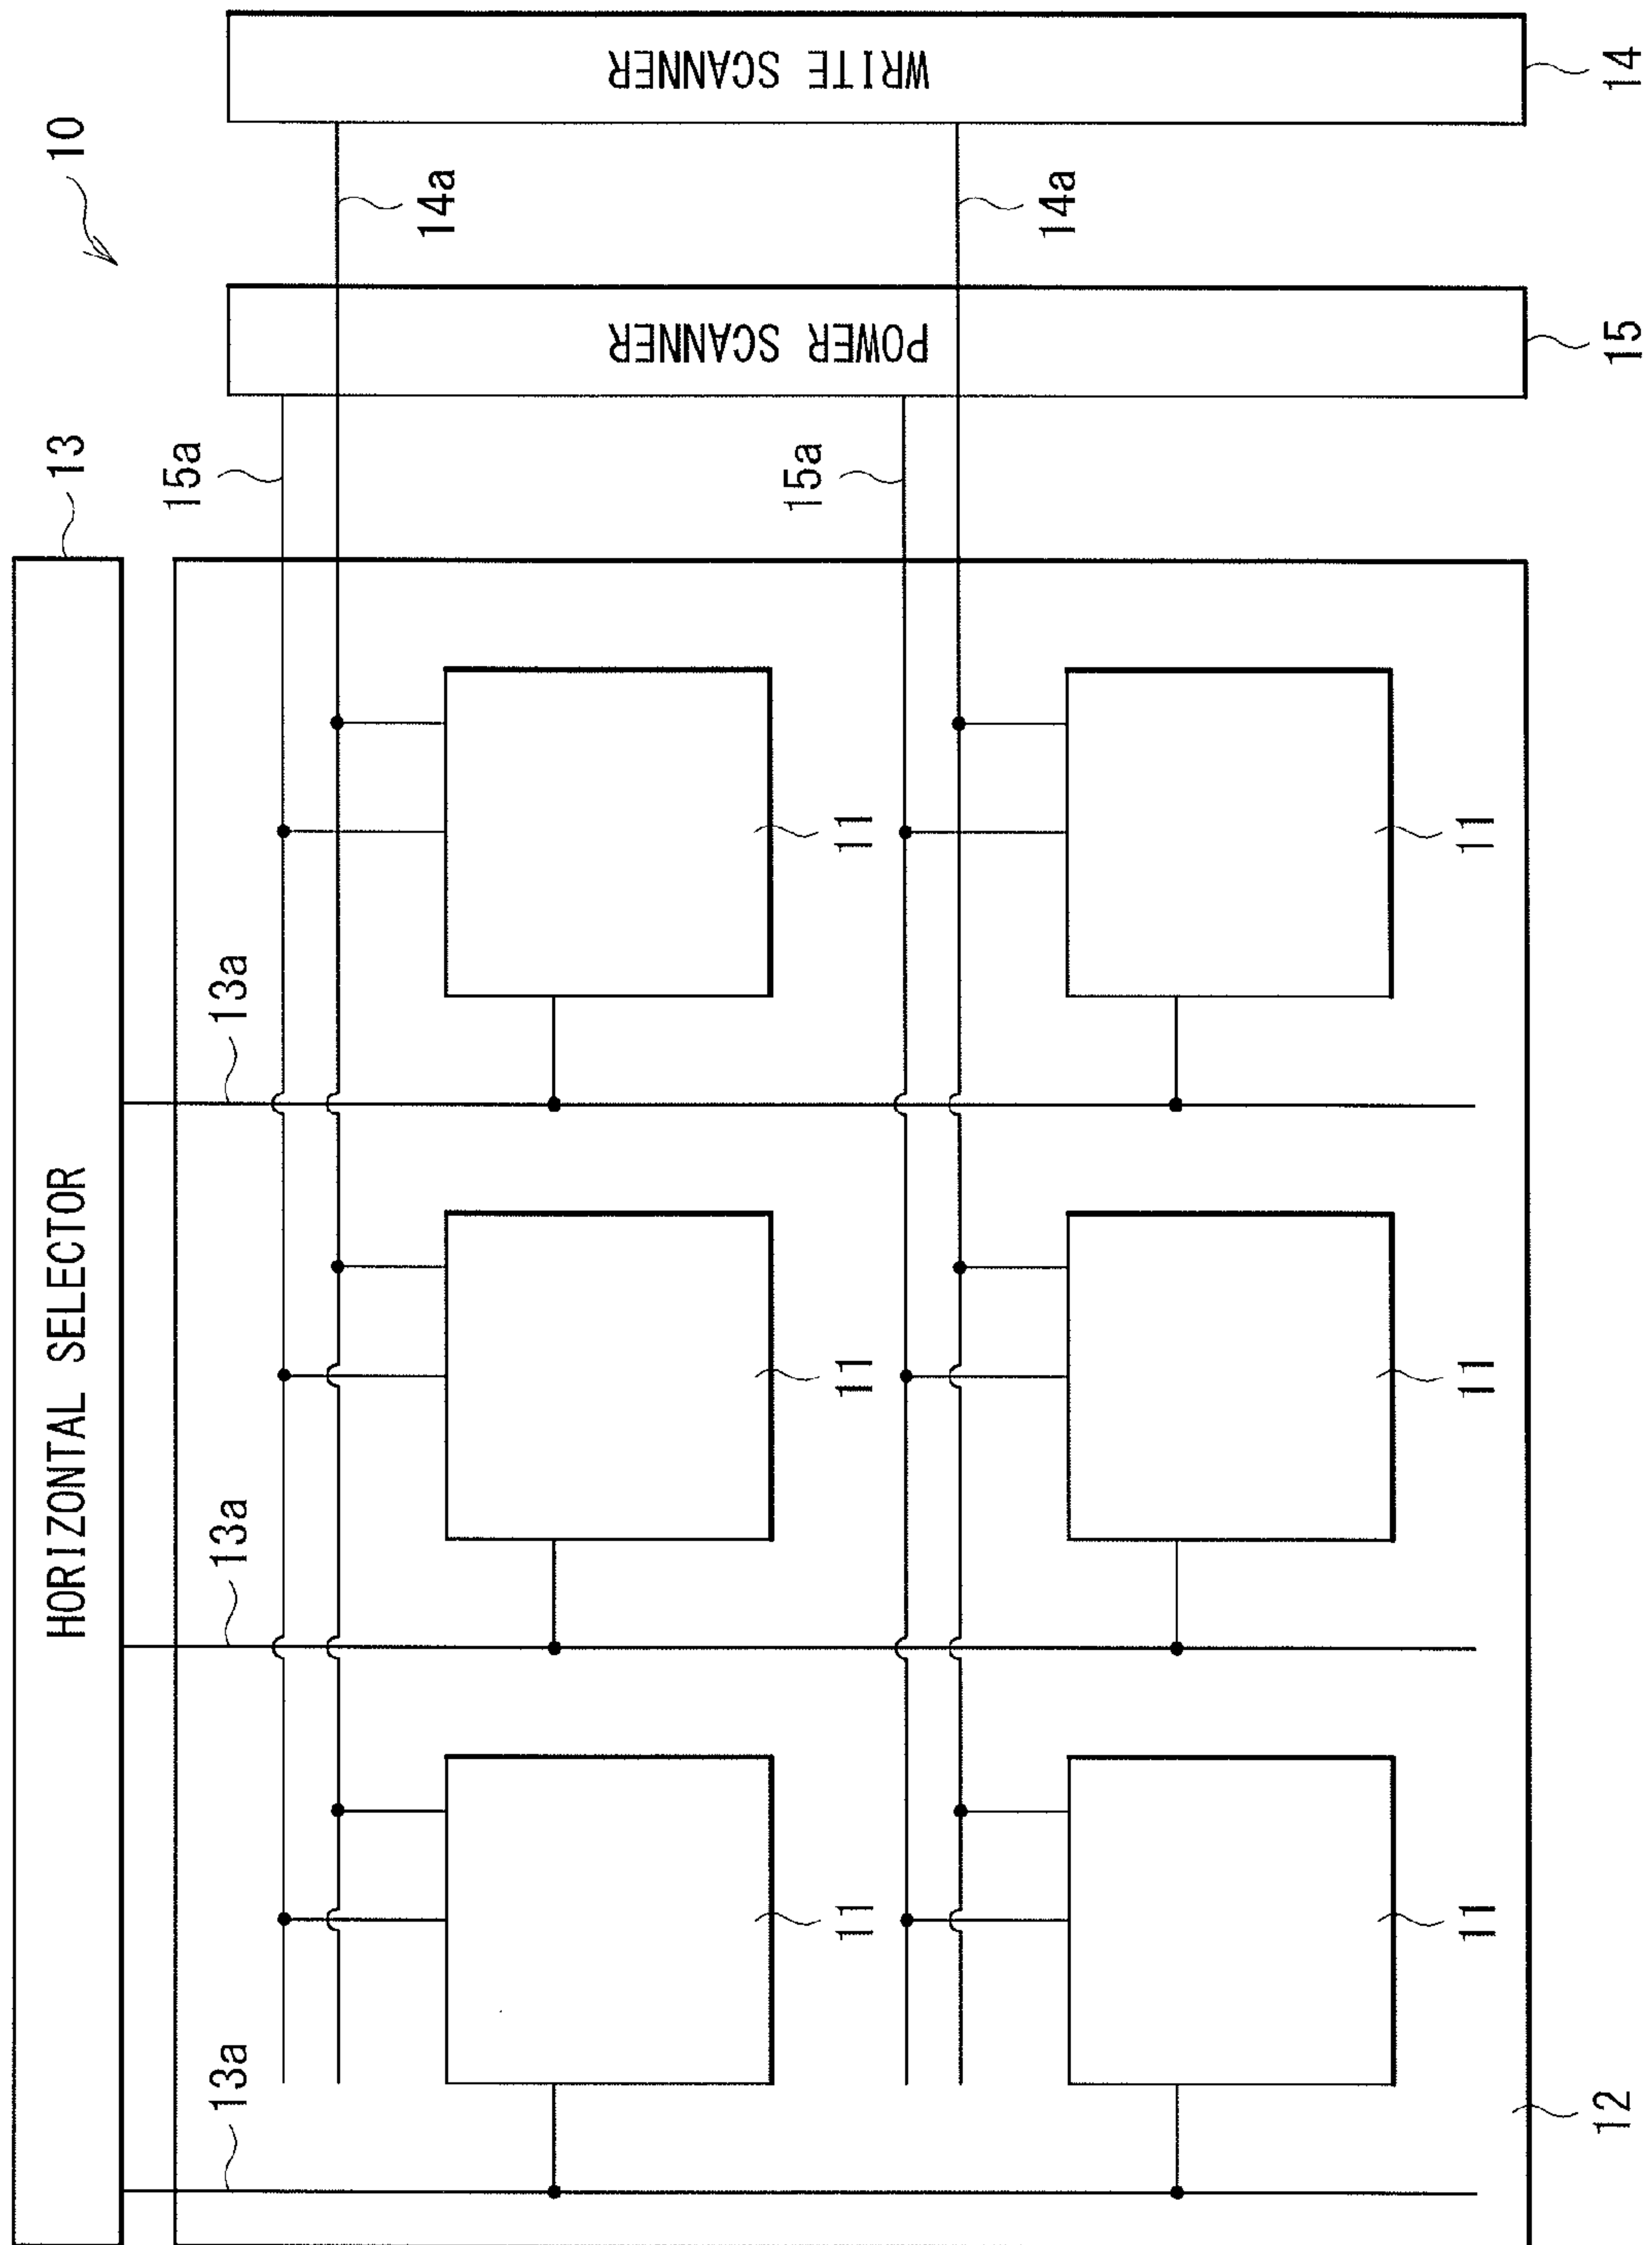 HORIZONTAL SELECTOR
13
10
15a
13a
13a
13a
14a
POWER SCANNER
WRITE SCANNER
15a
11
11
11
14a
11
11
11
12
15
14